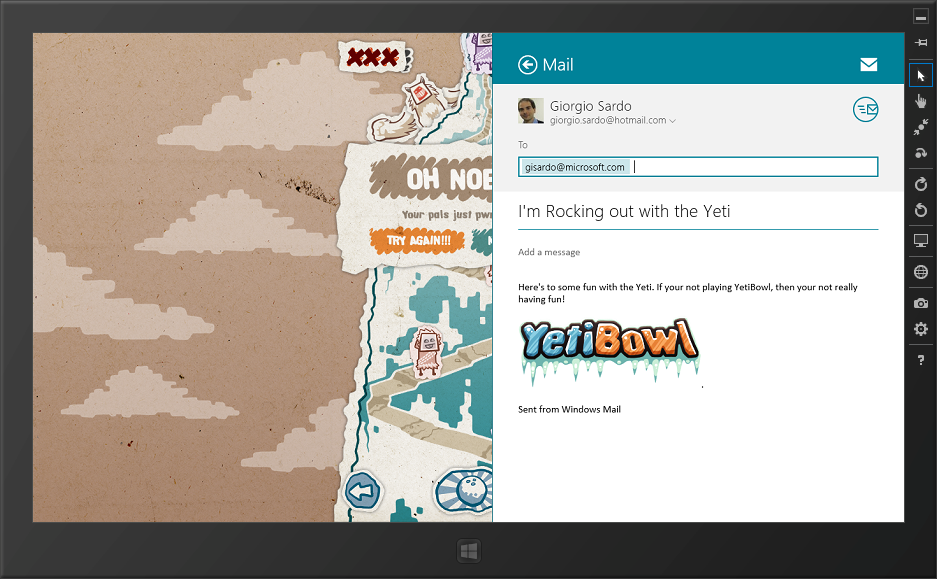 XXX
OH NOE
Your pals just pwn
TRY AGAIN!!!
Mail
Giorgio Sardo
giorgio.sardo@hotmail.com
To
gisardo@microsoft.com
I'm Rocking out with the Yeti
Add a message
Here's to some fun with the Yeti. If your not playing YetiBowl, then your not really
having fun!
YetiBowl
.
Sent from Windows Mail
?